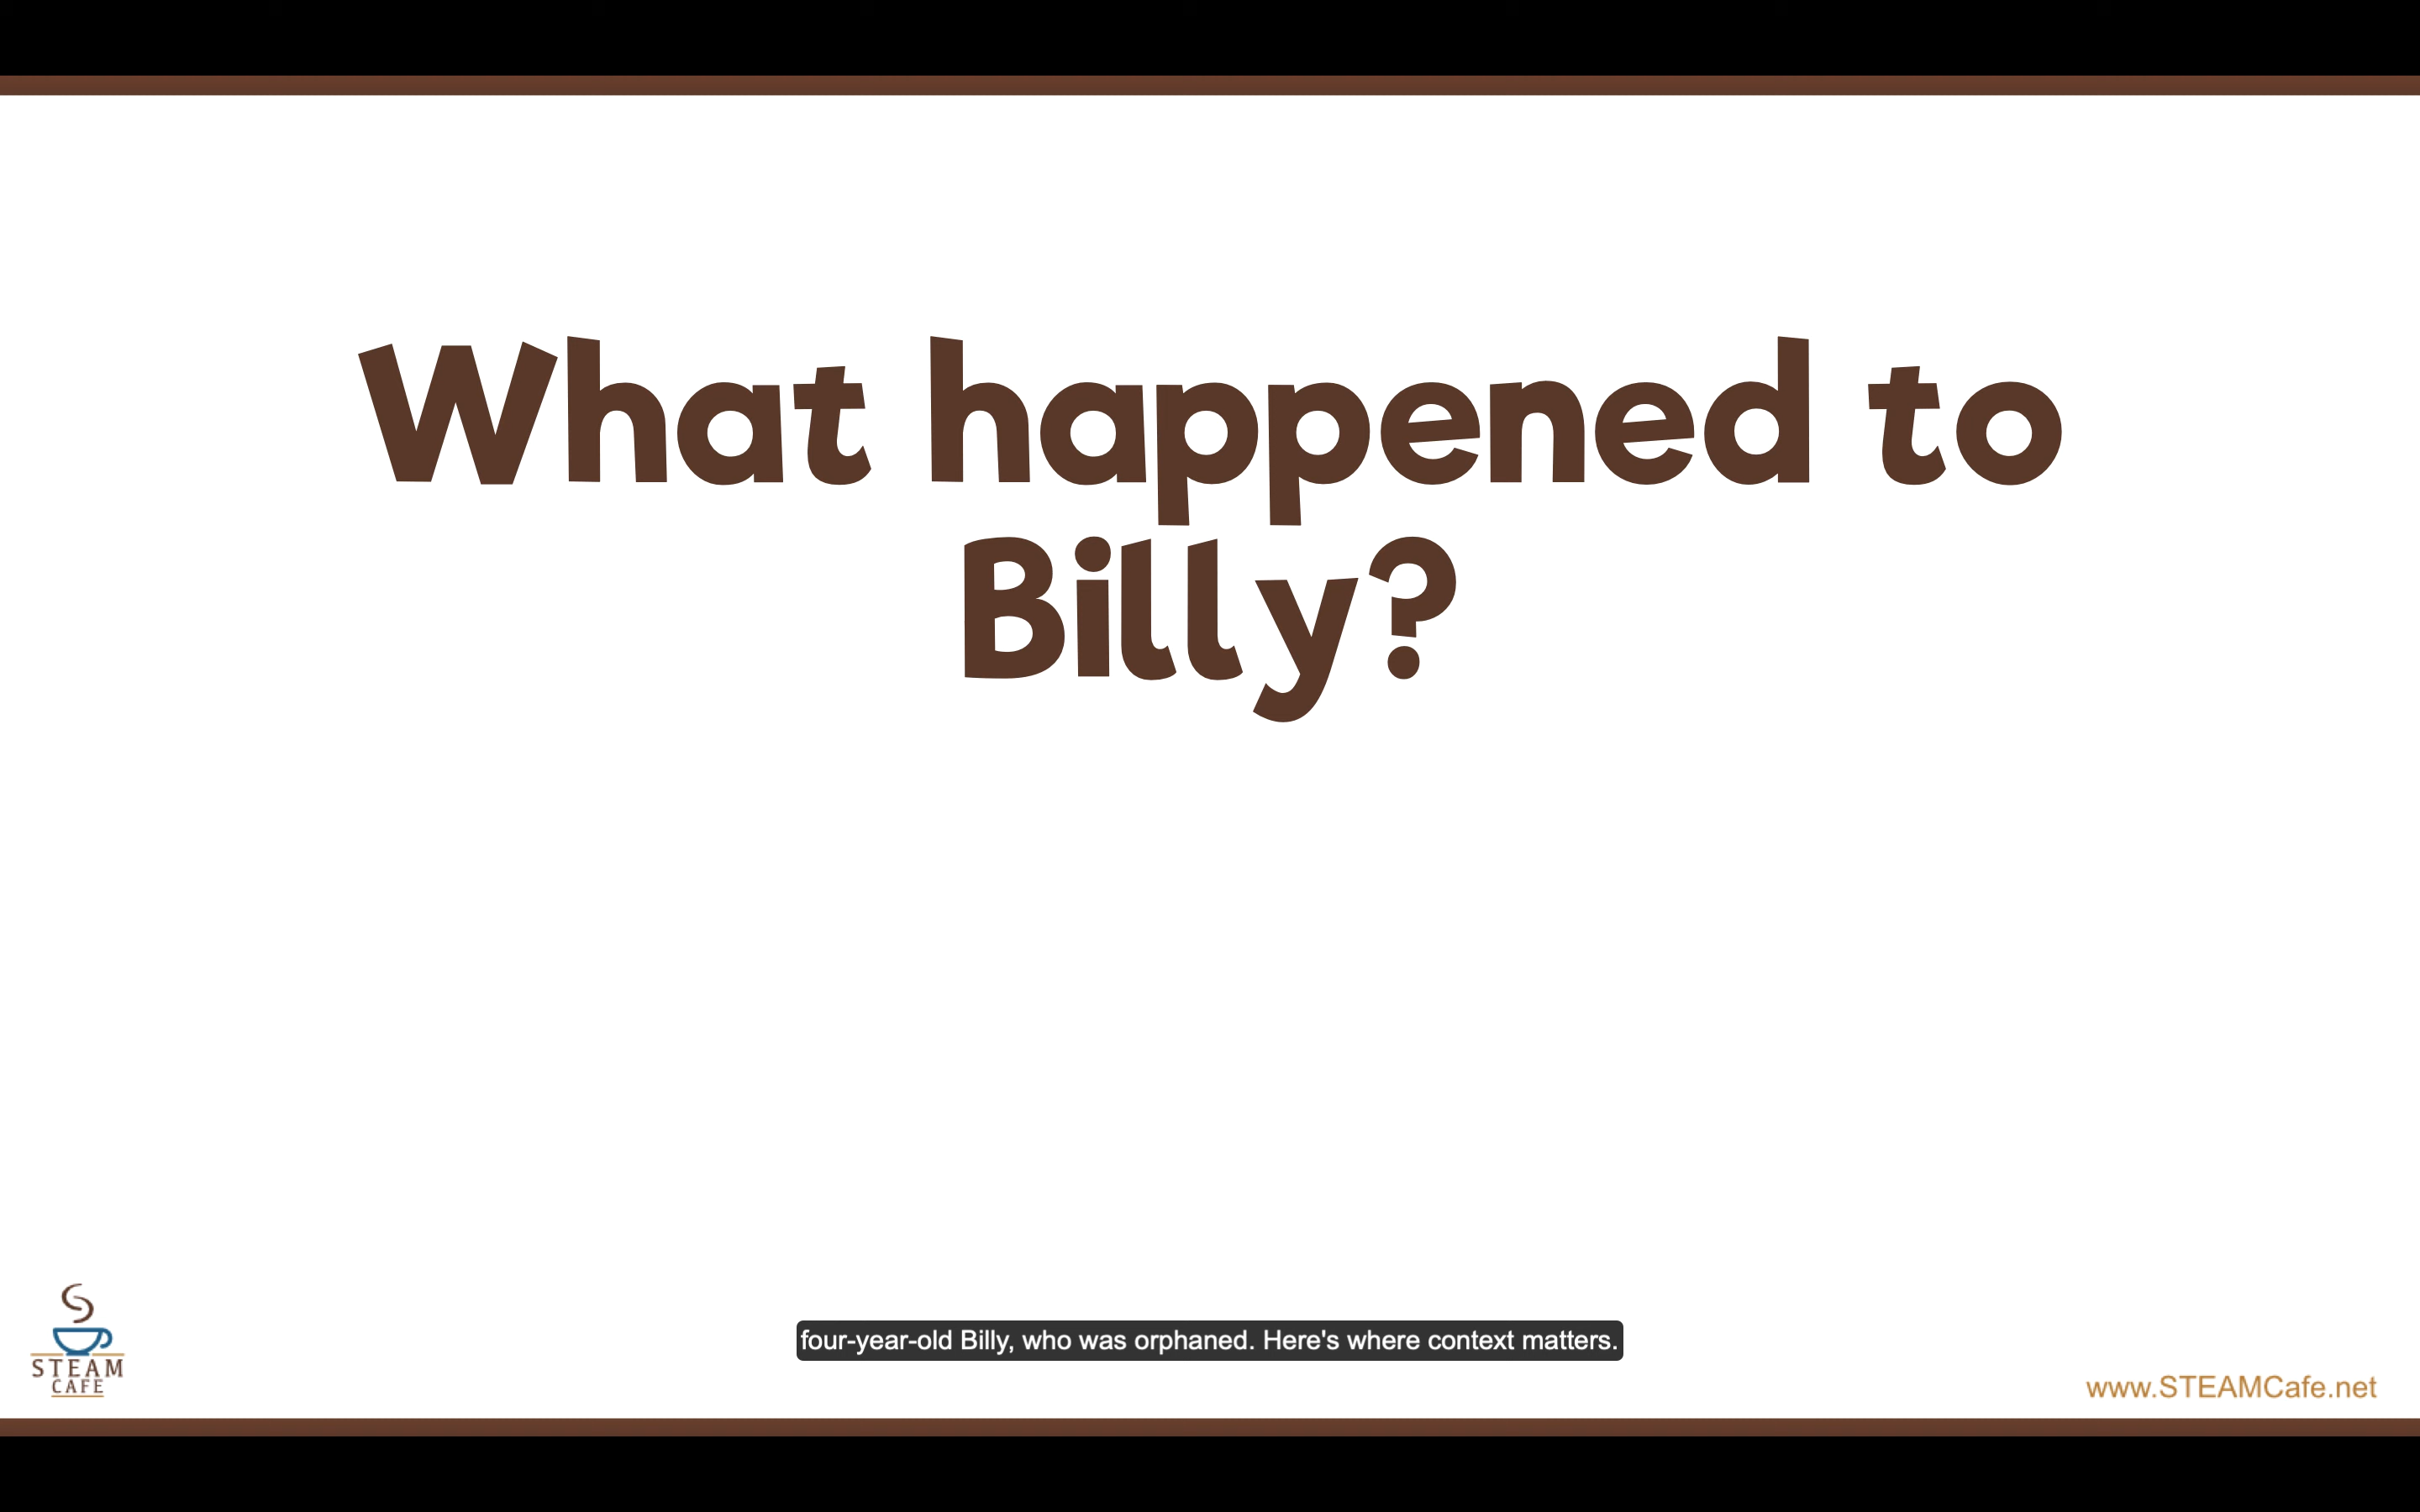 What happened to
Billy?
four-year-old Billy, who was orphaned. Here's where context matters.
STEAM
CAFE
www.STEAMCafe.net